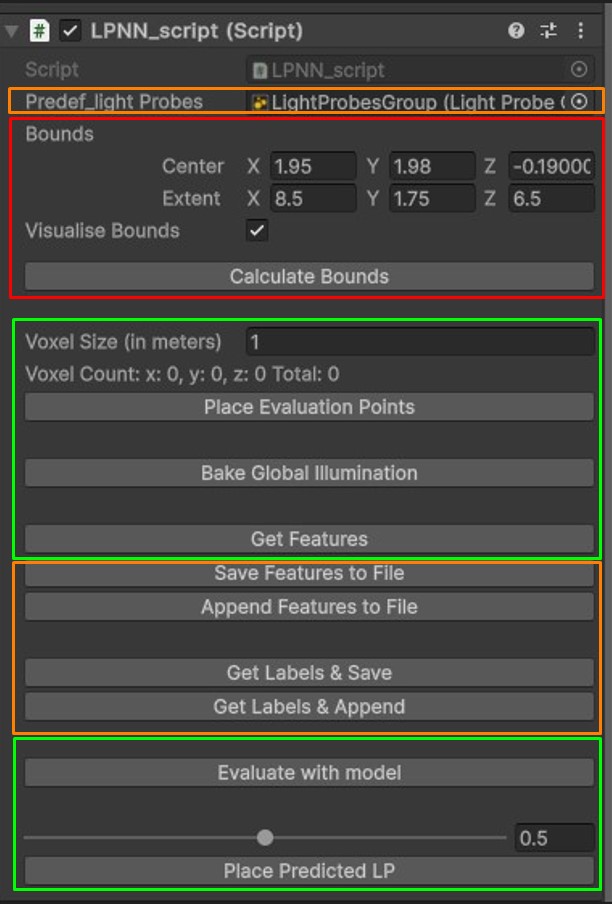 LPNN_script (Script)
Script LPNN_script
Predef_light Probes LightProbesGroup (Light Probe
Bounds
Center X 1.95 Y 1.98 Z -0.1900
Extent X 8.5 Y 1.75 Z 6.5
Visualise Bounds
Calculate Bounds
Voxel Size (in meters) 1
Voxel Count: x: 0, y: 0, z: 0 Total: 0
Place Evaluation Points
Bake Global Illumination
Get Features
Save Features to File
Append Features to File
Get Labels & Save
Get Labels & Append
Evaluate with model
0.5
Place Predicted LP